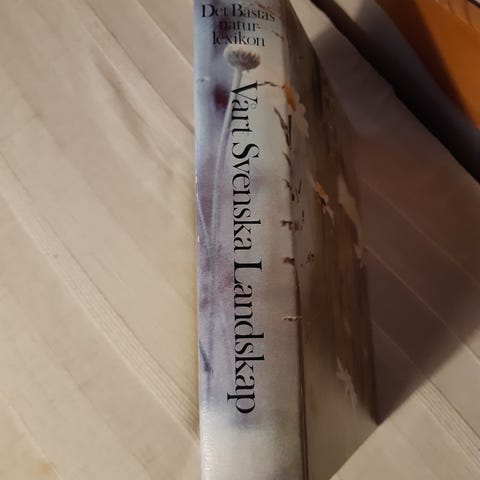 Det Bästas
natur-
lexikon
Vårt Svenska Landskap